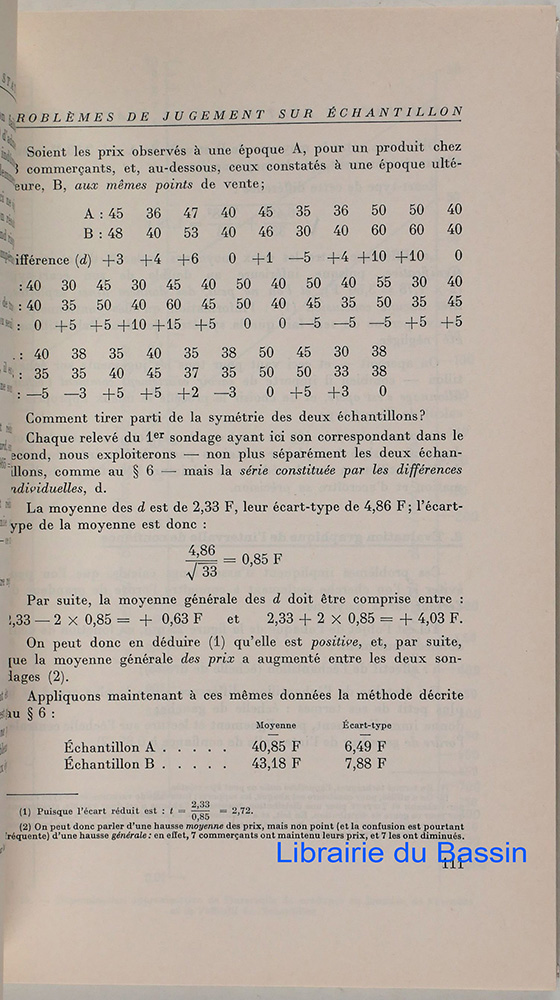 ROBLÈMES DE JUGEMENT SUR ÉCHANTILLON
Soient les prix observés à une époque A, pour un produit chez
3 commerçants, et, au-dessous, ceux constatés à une époque ulté-
eure, B, aux mêmes points de vente;
A : 45 36 47 40 45 35 36 50 50 40
B : 48 40 53 40 46 30 40 60 60 40
ifférence (d) +3 +4 +6 0 +1 —5 +4 +10 +10 0
: 40 30 45 30 45 40 50 40 50 40 55 30 40
: 40 35 50 40 60 45 50 40 45 35 50 35 45
: 0 +5 +5 +10 +15 +5 0 0 —5 —5 —5 +5 +5
: 40 38 35 40 35 38 50 45 30 38
: 35 35 40 45 37 35 50 50 33 38
: —5 —3 +5 +5 +2 —3 0 +5 +3 0
Comment tirer parti de la symétrie des deux échantillons?
Chaque relevé du 1er sondage ayant ici son correspondant dans le
econd, nous exploiterons — non plus séparément les deux échan-
illons, comme au § 6 — mais la série constituée par les différences
ndividuelles, d.
La moyenne des d est de 2,33 F, leur écart-type de 4,86 F; l'écart-
ype de la moyenne est donc :
4,86
√33 = 0,85 F
Par suite, la moyenne générale des d doit être comprise entre :
,33 — 2 × 0,85 = + 0,63 F et 2,33 + 2 × 0,85 = + 4,03 F.
On peut donc en déduire (1) qu'elle est positive, et, par suite,
que la moyenne générale des prix a augmenté entre les deux son-
dages (2).
Appliquons maintenant à ces mêmes données la méthode décrite
au § 6 :
Moyenne Écart-type
Échantillon A . . . . . 40,85 F 6,49 F
Échantillon B . . . . . 43,18 F 7,88 F
(1) Puisque l'écart réduit est : t = 2,33 / 0,85 = 2,72.
(2) On peut donc parler d'une hausse moyenne des prix, mais non point (et la confusion est pourtant
fréquente) d'une hausse générale : en effet, 7 commerçants ont maintenu leurs prix, et 7 les ont diminués.
Librairie du Bassin
111